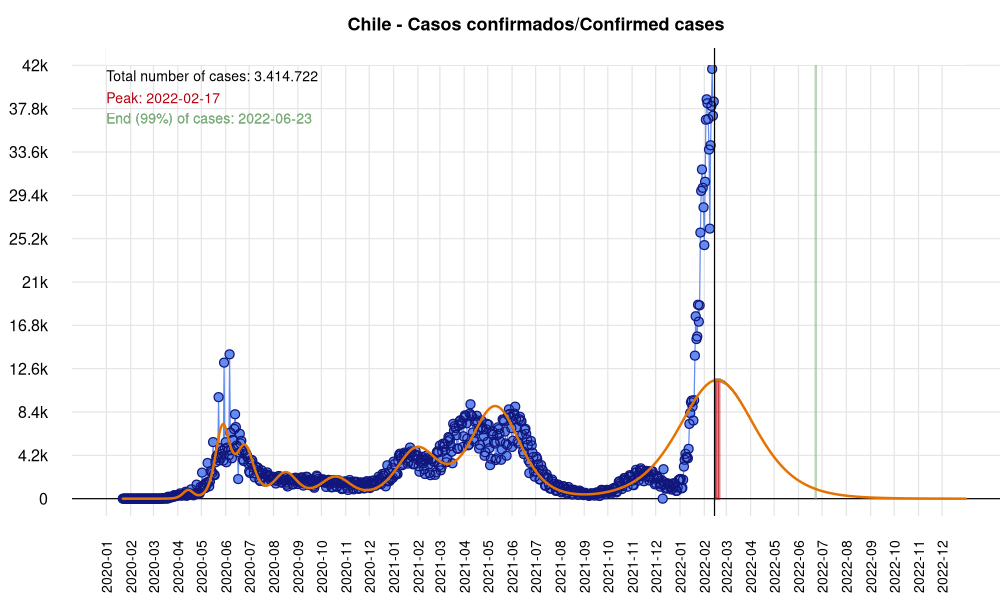 Chile - Casos confirmados/Confirmed cases
Total number of cases: 3.414.722
Peak: 2022-02-17
End (99%) of cases: 2022-06-23
42k
37.8k
33.6k
29.4k
25.2k
21k
16.8k
12.6k
8.4k
4.2k
0
2020-01
2020-02
2020-03
2020-04
2020-05
2020-06
2020-07
2020-08
2020-09
2020-10
2020-11
2020-12
2021-01
2021-02
2021-03
2021-04
2021-05
2021-06
2021-07
2021-08
2021-09
2021-10
2021-11
2021-12
2022-01
2022-02
2022-03
2022-04
2022-05
2022-06
2022-07
2022-08
2022-09
2022-10
2022-11
2022-12